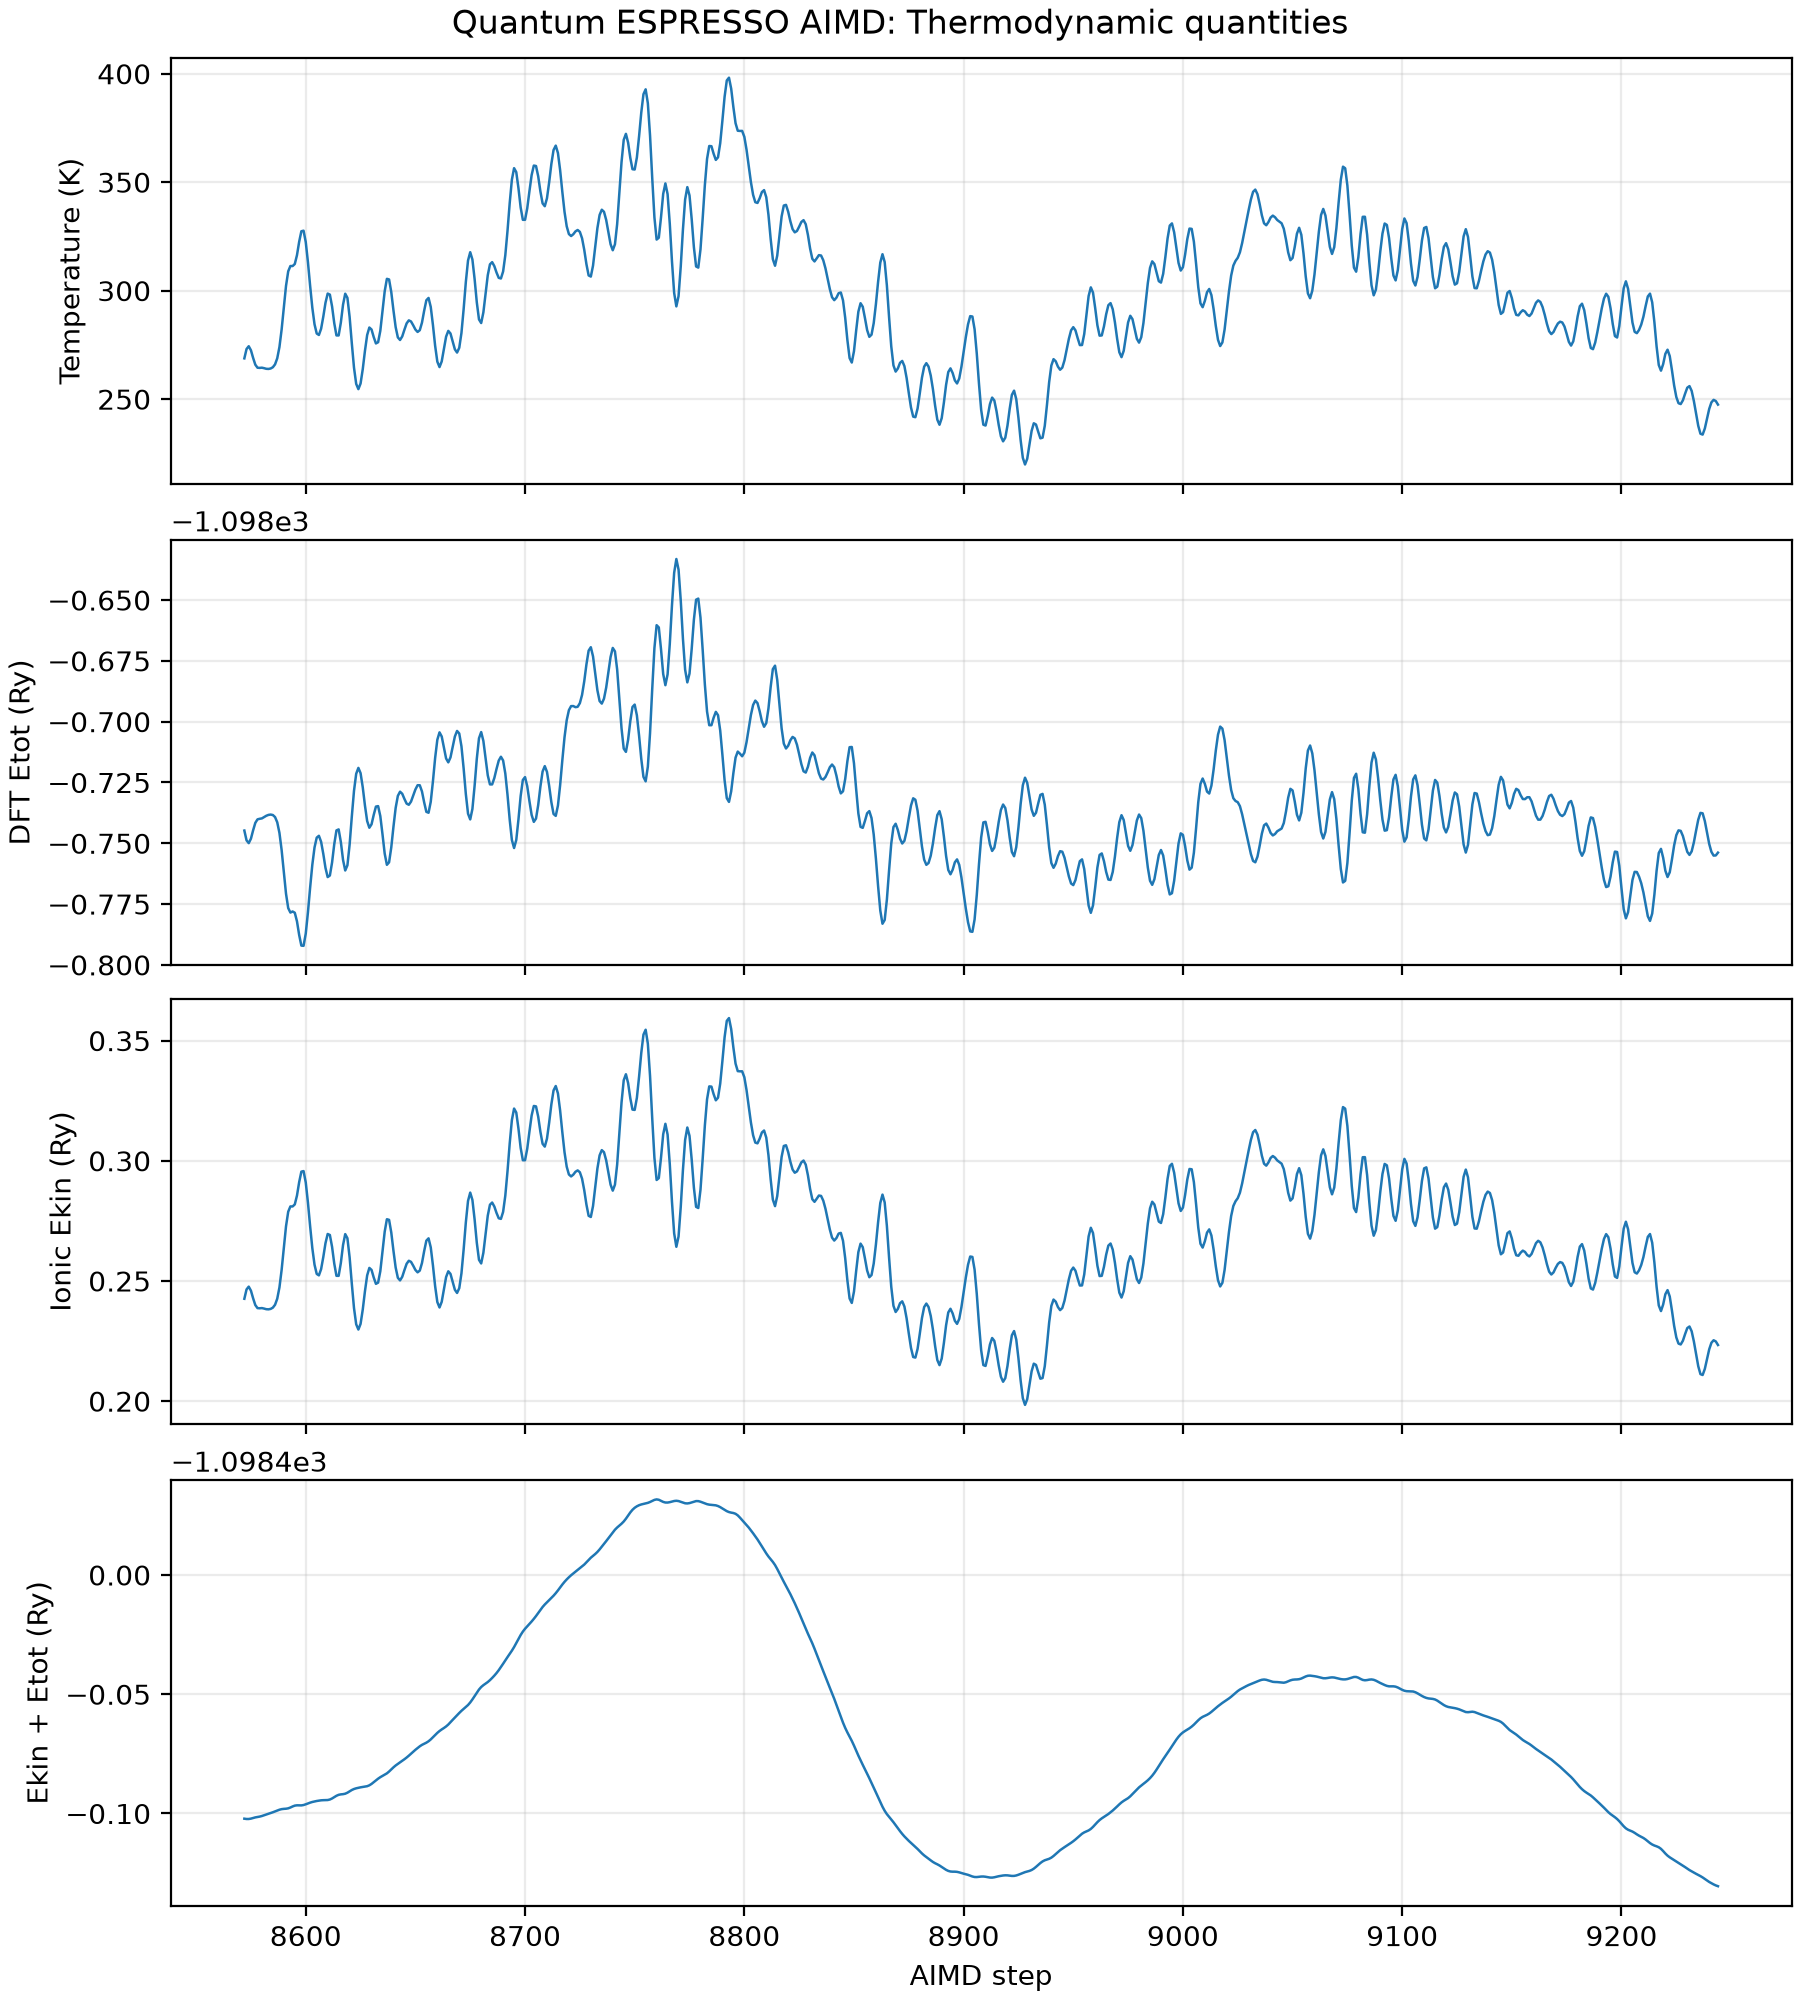 Quantum ESPRESSO AIMD: Thermodynamic quantities
400
350
300
250
Temperature (K)
−1.098e3
−0.650
−0.675
−0.700
−0.725
−0.750
−0.775
−0.800
DFT Etot (Ry)
0.35
0.30
0.25
0.20
Ionic Ekin (Ry)
−1.0984e3
0.00
−0.05
−0.10
Ekin + Etot (Ry)
8600 8700 8800 8900 9000 9100 9200
AIMD step